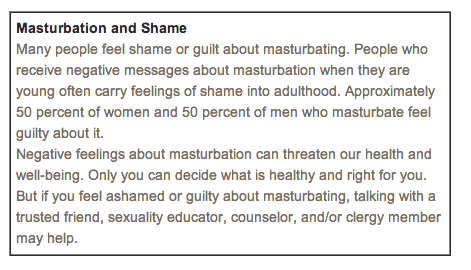 Masturbation and Shame
Many people feel shame or guilt about masturbating. People who
receive negative messages about masturbation when they are
young often carry feelings of shame into adulthood. Approximately
50 percent of women and 50 percent of men who masturbate feel
guilty about it.
Negative feelings about masturbation can threaten our health and
well-being. Only you can decide what is healthy and right for you.
But if you feel ashamed or guilty about masturbating, talking with a
trusted friend, sexuality educator, counselor, and/or clergy member
may help.